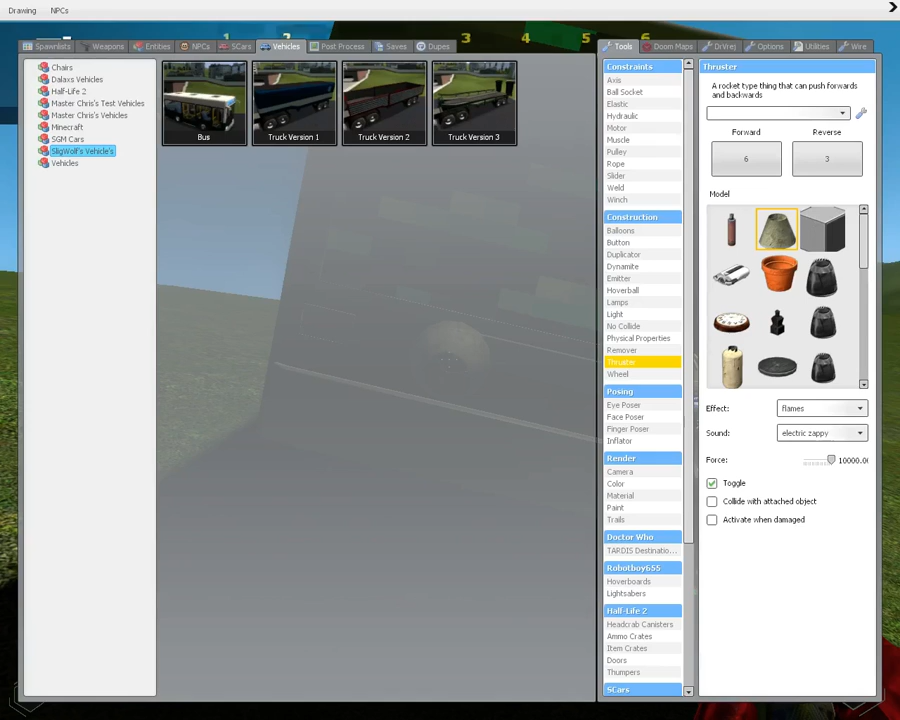 Drawing NPCs
3 4 5 6
Spawnlists Weapons Entities NPCs SCars Vehicles Post Process Saves Dupes
Chairs
Dalaxs Vehicles
Half-Life 2
Master Chris's Test Vehicles
Master Chris's Vehicles
Minecraft
SGM Cars
SligWolf's Vehicle's
Vehicles
Bus
Truck Version 1
Truck Version 2
Truck Version 3
Tools Doom Maps DrVrej Options Utilities Wire
Constraints
Axis
Ball Socket
Elastic
Hydraulic
Motor
Muscle
Pulley
Rope
Slider
Weld
Winch
Construction
Balloons
Button
Duplicator
Dynamite
Emitter
Hoverball
Lamps
Light
No Collide
Physical Properties
Remover
Thruster
Wheel
Posing
Eye Poser
Face Poser
Finger Poser
Inflator
Render
Camera
Color
Material
Paint
Trails
Doctor Who
TARDIS Destinatio...
Robotboy655
Hoverboards
Lightsabers
Half-Life 2
Headcrab Canisters
Ammo Crates
Item Crates
Doors
Thumpers
SCars
Thruster
A rocket type thing that can push forwards
and backwards
Forward Reverse
6 3
Model
Effect: flames
Sound: electric zappy
Force: 10000.0
Toggle
Collide with attached object
Activate when damaged